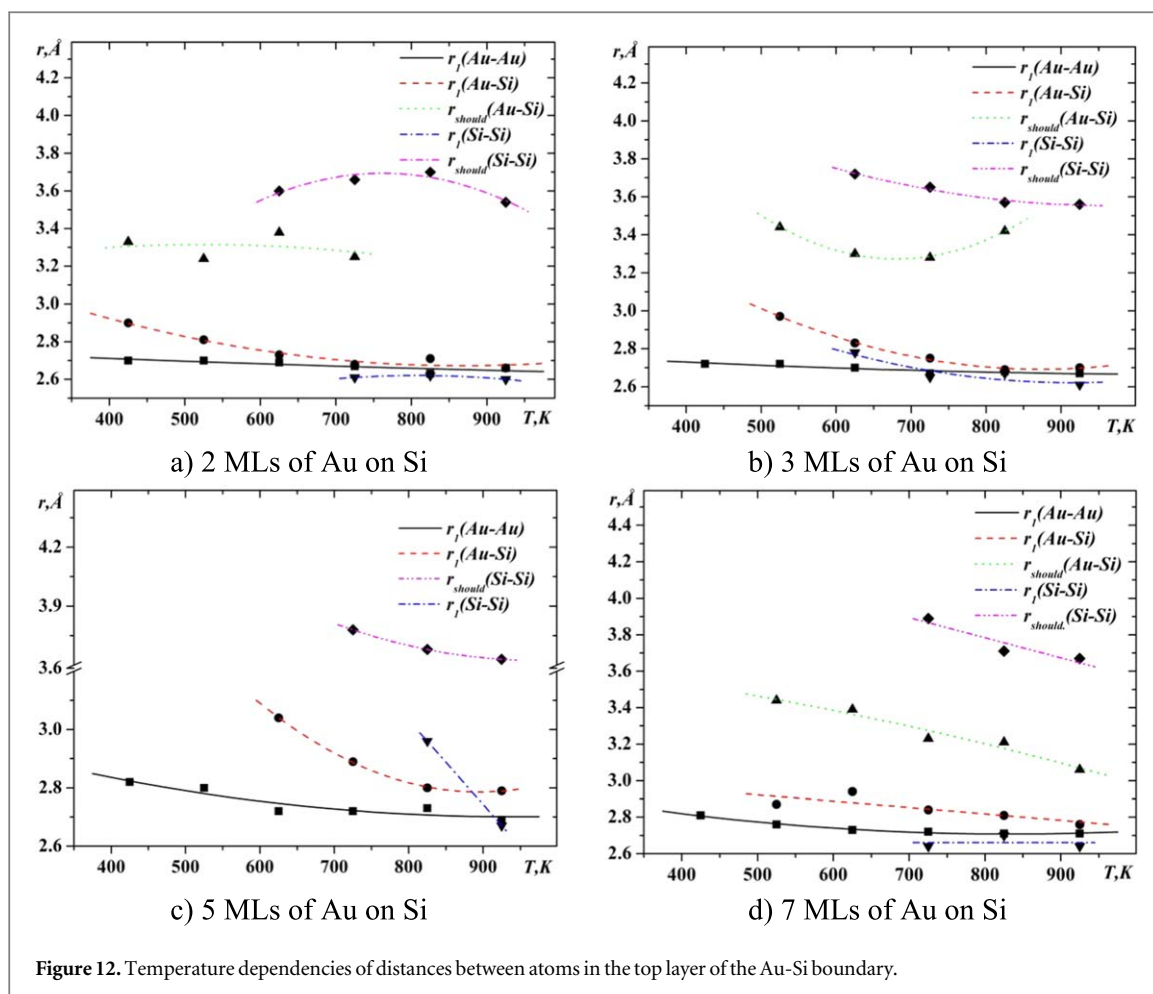 r,Å
4.2
4.0
3.8
3.6
3.4
3.2
3.0
2.8
2.6
400 500 600 700 800 900 T,K
r1(Au-Au)
r1(Au-Si)
rshould(Au-Si)
r1(Si-Si)
rshould(Si-Si)
a) 2 MLs of Au on Si
r,Å
4.2
4.0
3.8
3.6
3.4
3.2
3.0
2.8
2.6
400 500 600 700 800 900 T,K
r1(Au-Au)
r1(Au-Si)
rshould(Au-Si)
r1(Si-Si)
rshould(Si-Si)
b) 3 MLs of Au on Si
r,Å
4.2
3.9
3.6
3.0
2.8
2.6
400 500 600 700 800 900 T,K
r1(Au-Au)
r1(Au-Si)
rshould(Si-Si)
r1(Si-Si)
c) 5 MLs of Au on Si
r,Å
4.4
4.2
4.0
3.8
3.6
3.4
3.2
3.0
2.8
2.6
400 500 600 700 800 900 T,K
r1(Au-Au)
r1(Au-Si)
rshould(Au-Si)
r1(Si-Si)
rshould.(Si-Si)
d) 7 MLs of Au on Si
Figure 12. Temperature dependencies of distances between atoms in the top layer of the Au-Si boundary.